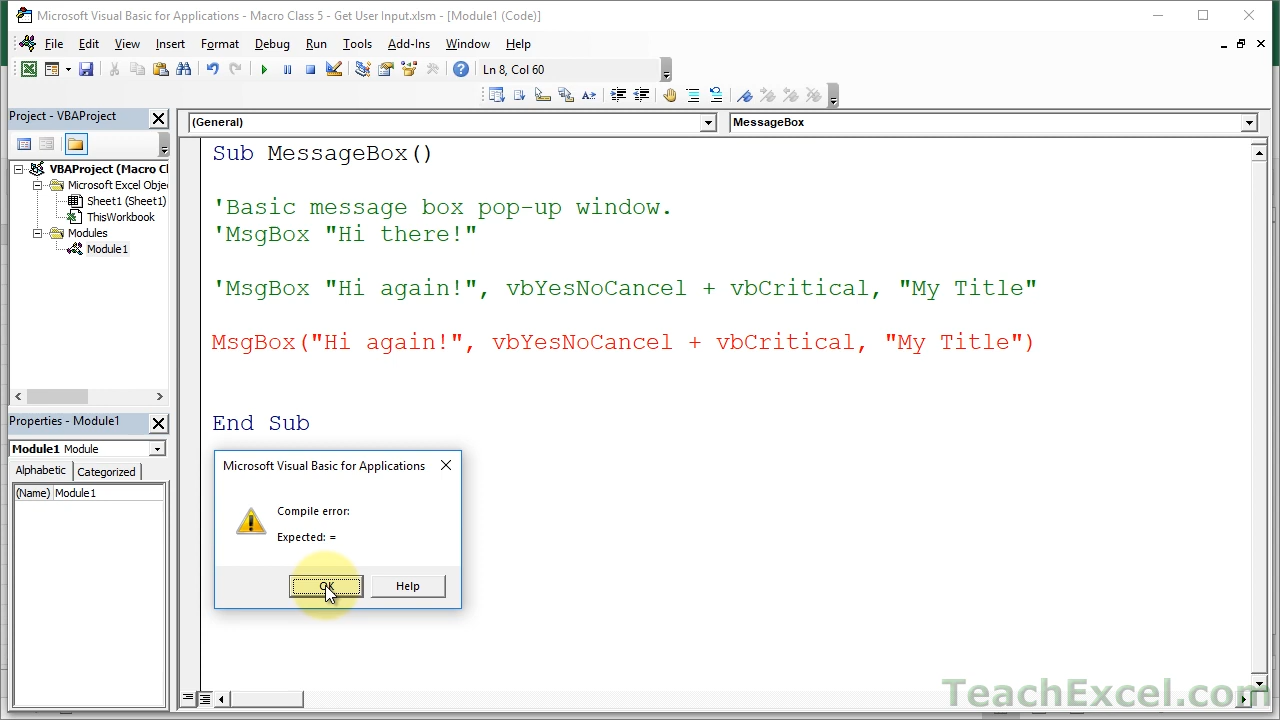 Microsoft Visual Basic for Applications - Macro Class 5 - Get User Input.xlsm - [Module1 (Code)]
File Edit View Insert Format Debug Run Tools Add-Ins Window Help
Ln 8, Col 60
Project - VBAProject
(General)
MessageBox
VBAProject (Macro Cl
Microsoft Excel Obje
Sheet1 (Sheet1)
ThisWorkbook
Modules
Module1
Properties - Module1
Module1 Module
Alphabetic Categorized
(Name) Module1
Sub MessageBox()
'Basic message box pop-up window.
'MsgBox "Hi there!"
'MsgBox "Hi again!", vbYesNoCancel + vbCritical, "My Title"
MsgBox("Hi again!", vbYesNoCancel + vbCritical, "My Title")
End Sub
Microsoft Visual Basic for Applications
Compile error:
Expected: =
OK
Help
TeachExcel.com